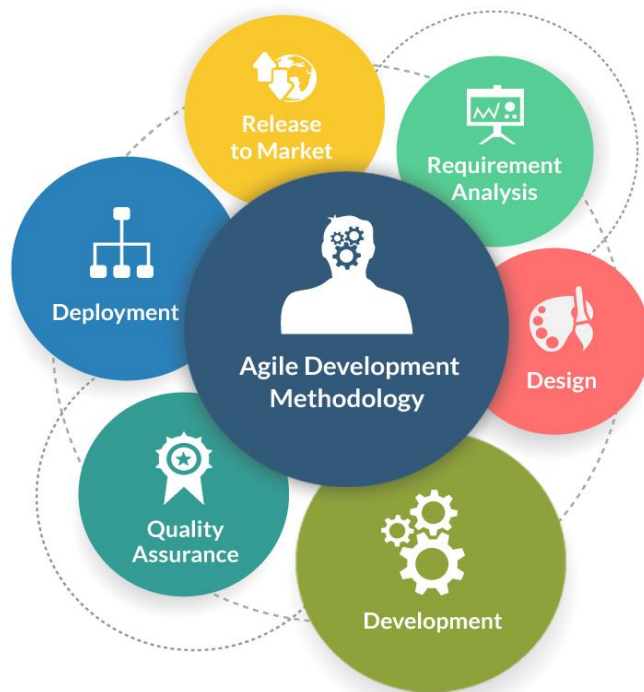 Release
to Market
Requirement
Analysis
Deployment
Agile Development
Methodology
Design
Quality
Assurance
Development